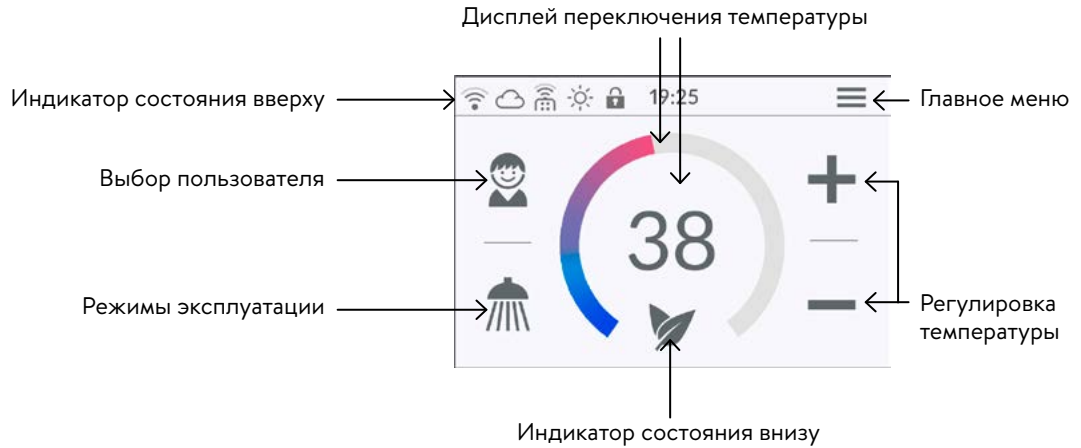 Дисплей переключения температуры
Индикатор состояния вверху
19:25
Главное меню
Выбор пользователя
38
Режимы эксплуатации
Регулировка
температуры
Индикатор состояния внизу